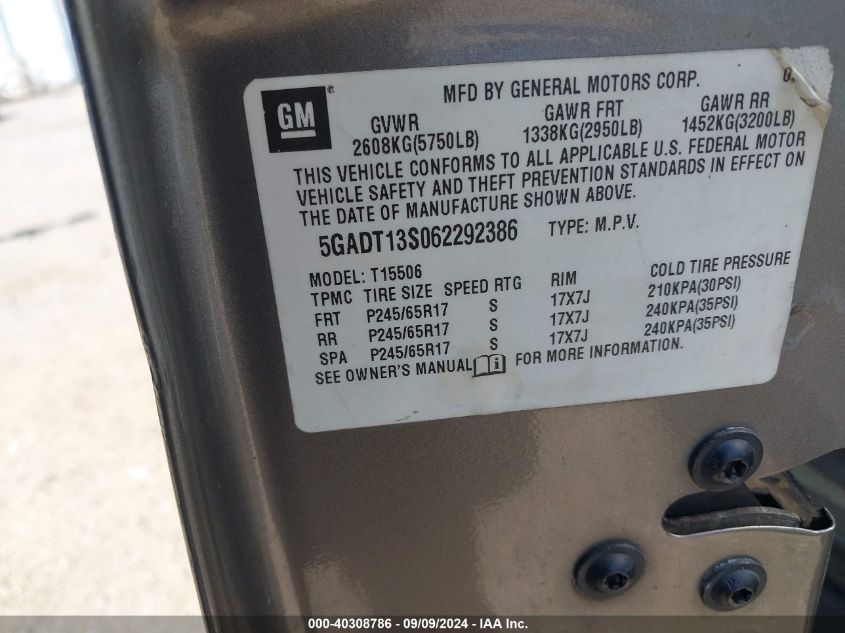 MFD BY GENERAL MOTORS CORP.
GM
GVWR GAWR FRT GAWR RR
2608KG(5750LB) 1338KG(2950LB) 1452KG(3200LB)
THIS VEHICLE CONFORMS TO ALL APPLICABLE U.S. FEDERAL MOTOR
VEHICLE SAFETY AND THEFT PREVENTION STANDARDS IN EFFECT ON
THE DATE OF MANUFACTURE SHOWN ABOVE.
5GADT13S062292386 TYPE: M.P.V.
MODEL: T15506
TPMC TIRE SIZE SPEED RTG RIM COLD TIRE PRESSURE
FRT P245/65R17 S 17X7J 210KPA(30PSI)
RR P245/65R17 S 17X7J 240KPA(35PSI)
SPA P245/65R17 S 17X7J 240KPA(35PSI)
SEE OWNER'S MANUAL i FOR MORE INFORMATION.
000-40308786 - 09/09/2024 - IAAI Inc.